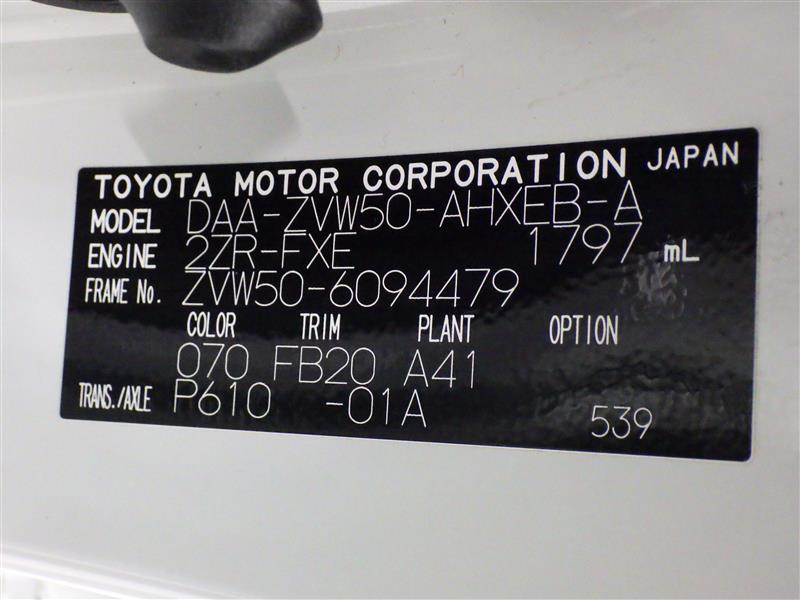 TOYOTA MOTOR CORPORATION JAPAN
MODEL DAA-ZVW50-AHXEB-A
ENGINE 2ZR-FXE 1797 mL
FRAME No. ZVW50-6094479
COLOR TRIM PLANT OPTION
070 FB20 A41
TRANS./AXLE P610 -01A
539